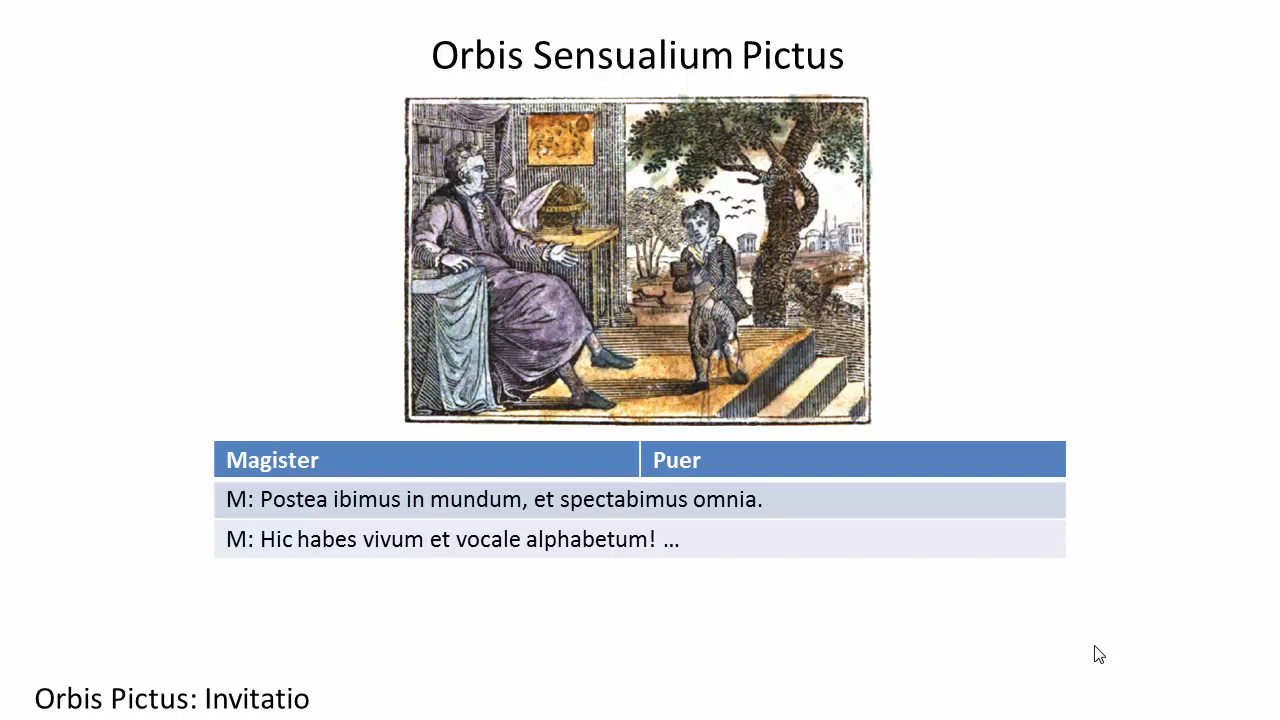 Orbis Sensualium Pictus
Magister Puer
M: Postea ibimus in mundum, et spectabimus omnia.
M: Hic habes vivum et vocale alphabetum! …
Orbis Pictus: Invitatio